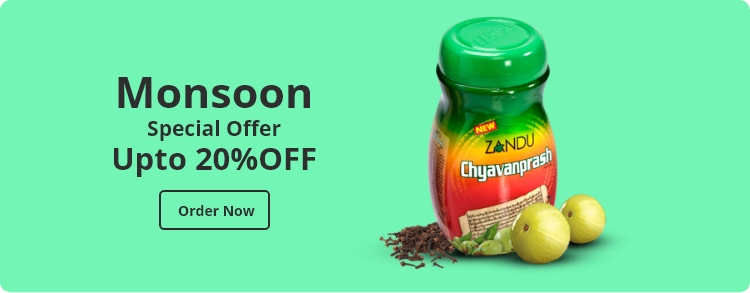 Monsoon
Special Offer
Upto 20%OFF
Order Now
NEW
ZANDU
Chyavanprash